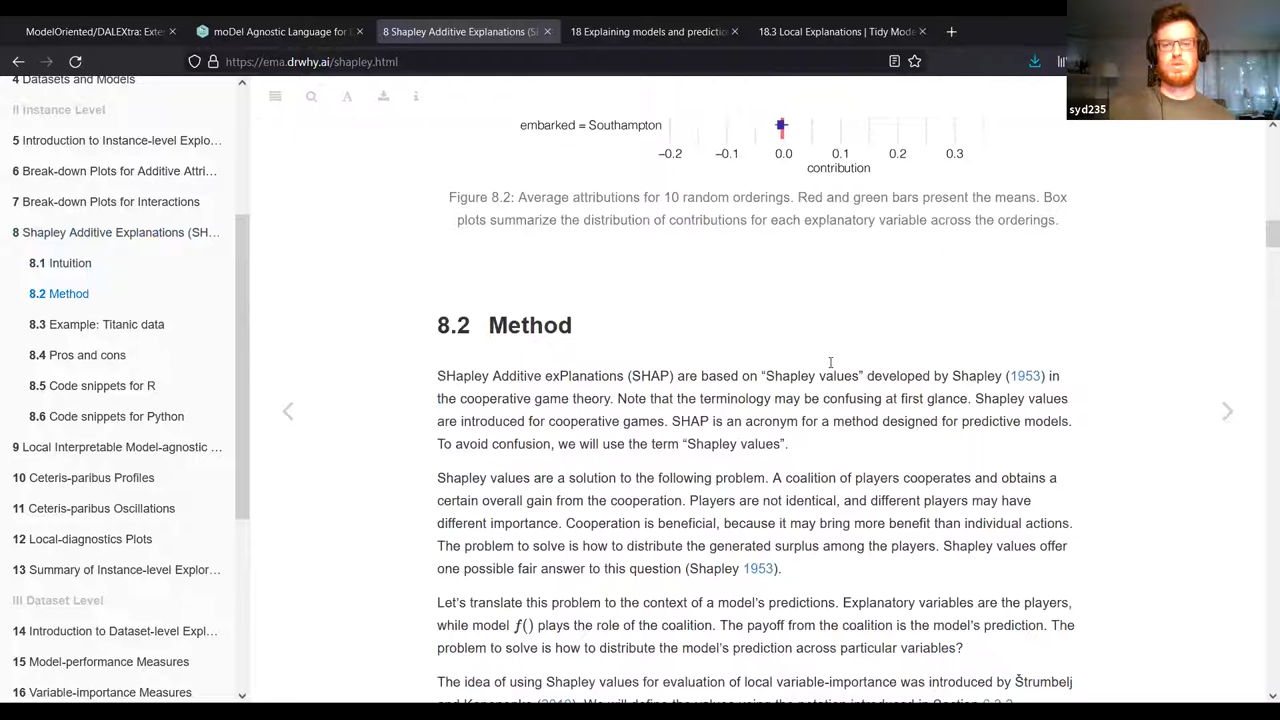 ModelOriented/DALEXtra: Exte
moDel Agnostic Language for
8 Shapley Additive Explanations (S
18 Explaining models and predictio
18.3 Local Explanations | Tidy Mode
https://ema.drwhy.ai/shapley.html
syd235
4 Datasets and Models
II Instance Level
5 Introduction to Instance-level Explo…
6 Break-down Plots for Additive Attri…
7 Break-down Plots for Interactions
8 Shapley Additive Explanations (SH…
8.1 Intuition
8.2 Method
8.3 Example: Titanic data
8.4 Pros and cons
8.5 Code snippets for R
8.6 Code snippets for Python
9 Local Interpretable Model-agnostic …
10 Ceteris-paribus Profiles
11 Ceteris-paribus Oscillations
12 Local-diagnostics Plots
13 Summary of Instance-level Explor…
III Dataset Level
14 Introduction to Dataset-level Expl…
15 Model-performance Measures
16 Variable-importance Measures
embarked = Southampton
−0.2 −0.1 0.0 0.1 0.2 0.3
contribution
Figure 8.2: Average attributions for 10 random orderings. Red and green bars present the means. Box
plots summarize the distribution of contributions for each explanatory variable across the orderings.
8.2 Method
SHapley Additive exPlanations (SHAP) are based on “Shapley values” developed by Shapley (1953) in
the cooperative game theory. Note that the terminology may be confusing at first glance. Shapley values
are introduced for cooperative games. SHAP is an acronym for a method designed for predictive models.
To avoid confusion, we will use the term “Shapley values”.
Shapley values are a solution to the following problem. A coalition of players cooperates and obtains a
certain overall gain from the cooperation. Players are not identical, and different players may have
different importance. Cooperation is beneficial, because it may bring more benefit than individual actions.
The problem to solve is how to distribute the generated surplus among the players. Shapley values offer
one possible fair answer to this question (Shapley 1953).
Let’s translate this problem to the context of a model’s predictions. Explanatory variables are the players,
while model f() plays the role of the coalition. The payoff from the coalition is the model’s prediction. The
problem to solve is how to distribute the model’s prediction across particular variables?
The idea of using Shapley values for evaluation of local variable-importance was introduced by Štrumbelj